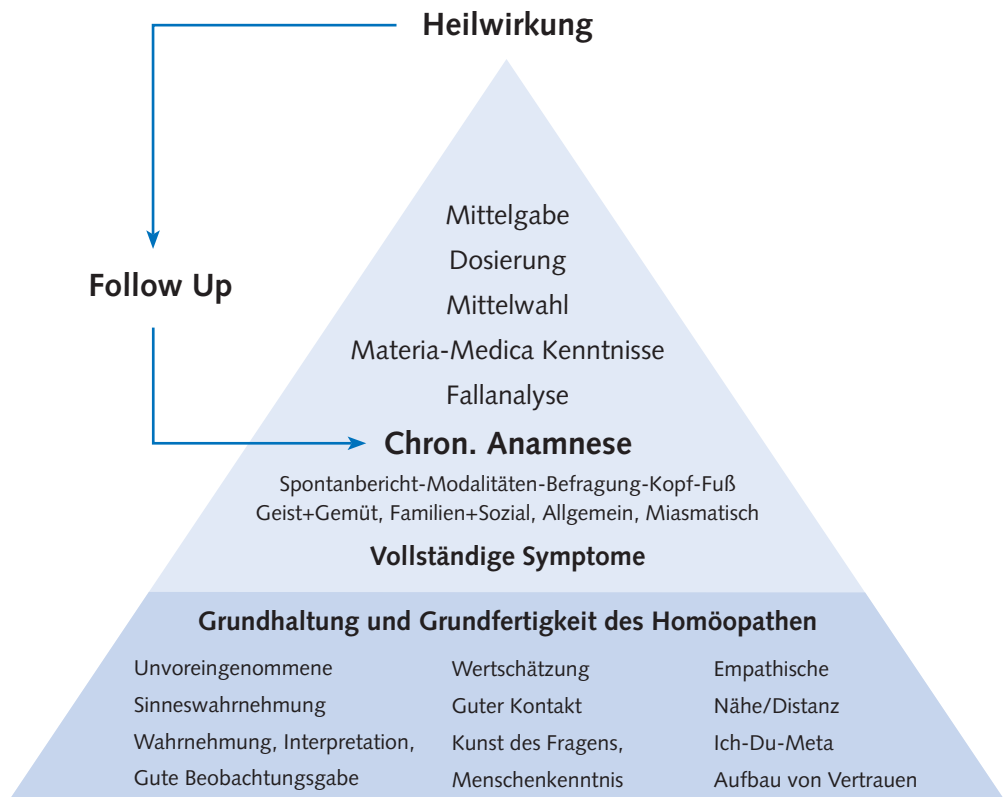 Heilwirkung
Mittelgabe
Dosierung
Follow Up
Mittelwahl
Materia-Medica Kenntnisse
Fallanalyse
Chron. Anamnese
Spontanbericht-Modalitäten-Befragung-Kopf-Fuß
Geist+Gemüt, Familien+Sozial, Allgemein, Miasmatisch
Vollständige Symptome
Grundhaltung und Grundfertigkeit des Homöopathen
Unvoreingenommene
Sinneswahrnehmung
Wahrnehmung, Interpretation,
Gute Beobachtungsgabe
Wertschätzung
Guter Kontakt
Kunst des Fragens,
Menschenkenntnis
Empathische
Nähe/Distanz
Ich-Du-Meta
Aufbau von Vertrauen